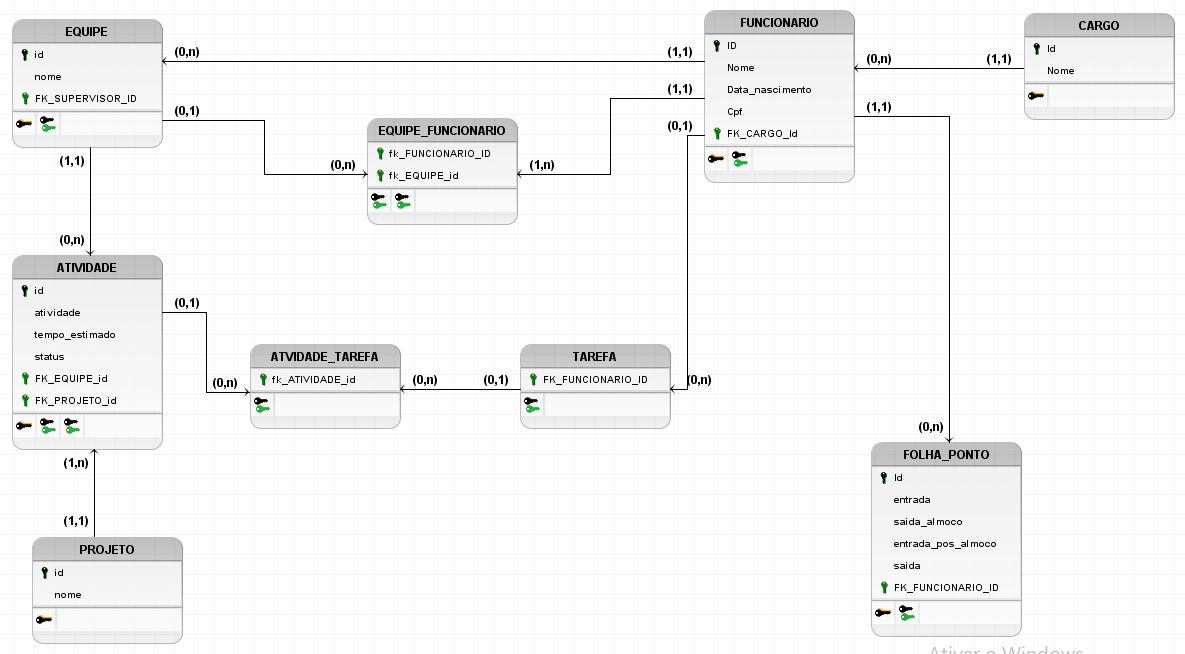 EQUIPE
id
nome
FK_SUPERVISOR_ID
(0,n)
(1,1)
(0,1)
(1,1)
(0,n)
EQUIPE_FUNCIONARIO
fk_FUNCIONARIO_ID
fk_EQUIPE_id
(0,n)
(1,n)
(1,1)
(0,1)
FUNCIONARIO
ID
Nome
Data_nascimento
Cpf
FK_CARGO_Id
(0,n)
(1,1)
(1,1)
CARGO
Id
Nome
ATIVIDADE
id
atividade
tempo_estimado
status
FK_EQUIPE_id
FK_PROJETO_id
(0,1)
(0,n)
ATVIDADE_TAREFA
fk_ATIVIDADE_id
(0,n)
(0,1)
TAREFA
FK_FUNCIONARIO_ID
(0,n)
(0,n)
(1,n)
(1,1)
PROJETO
id
nome
FOLHA_PONTO
Id
entrada
saida_almoco
entrada_pos_almoco
saida
FK_FUNCIONARIO_ID
Ativar o Windows